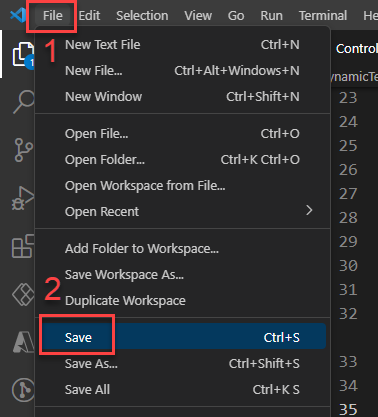 File Edit Selection View Go Run Terminal
1
New Text File Ctrl+N
New File... Ctrl+Alt+Windows+N
New Window Ctrl+Shift+N
Open File... Ctrl+O
Open Folder... Ctrl+K Ctrl+O
Open Workspace from File...
Open Recent
Add Folder to Workspace...
Save Workspace As...
2
Duplicate Workspace
Save Ctrl+S
Save As... Ctrl+Shift+S
Save All Ctrl+K S
1
Control
ynamicTe
23
24
25
26
27
28
29
30
31
32
33
34
35